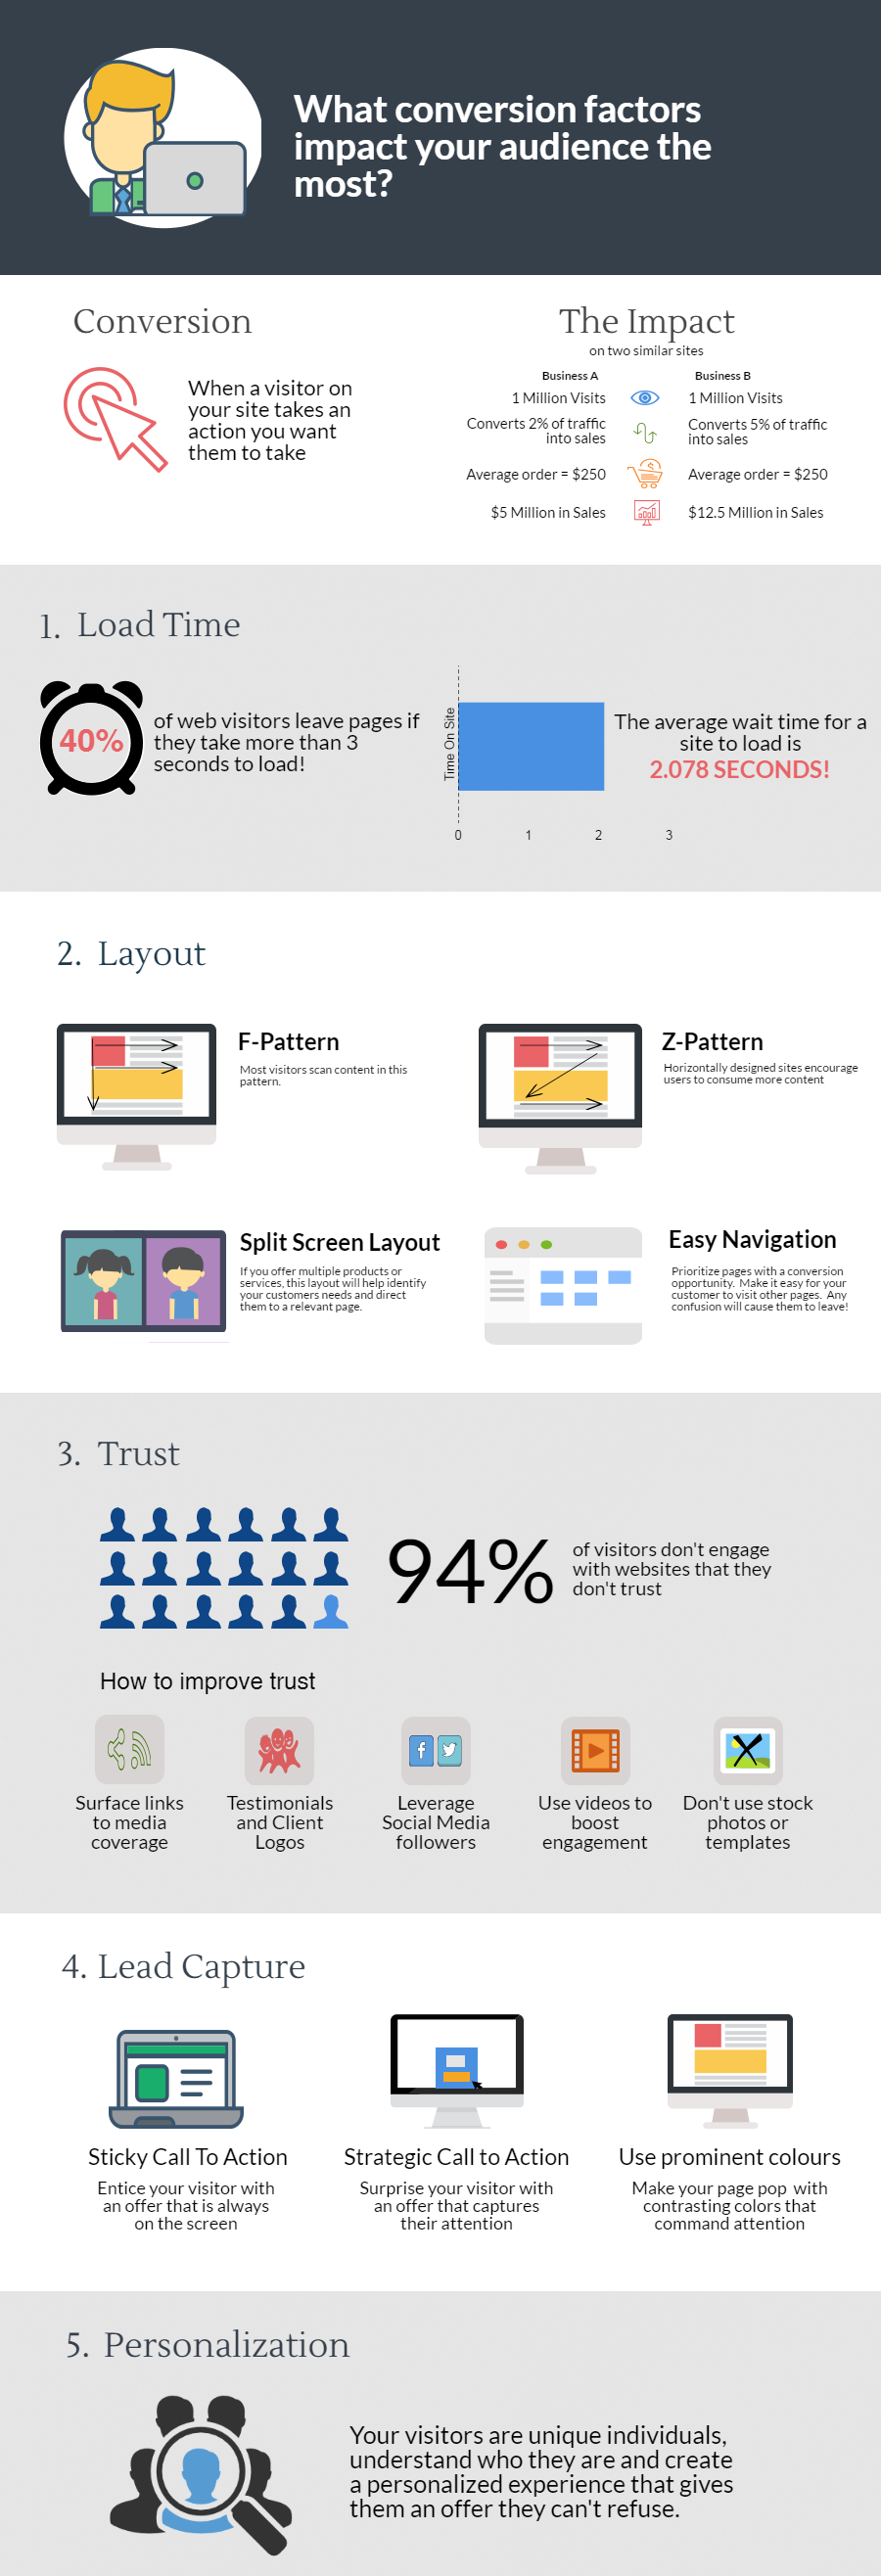 What conversion factors
impact your audience the
most?
Conversion
When a visitor on
your site takes an
action you want
them to take
The Impact
on two similar sites
Business A
Business B
1 Million Visits
1 Million Visits
Converts 2% of traffic
into sales
Converts 5% of traffic
into sales
Average order = $250
Average order = $250
$5 Million in Sales
$12.5 Million in Sales
1. Load Time
40%
of web visitors leave pages if
they take more than 3
seconds to load!
Time On Site
0 1 2 3
The average wait time for a
site to load is
2.078 SECONDS!
2. Layout
F-Pattern
Most visitors scan content in this
pattern.
Z-Pattern
Horizontally designed sites encourage
users to consume more content
Split Screen Layout
If you offer multiple products or
services, this layout will help identify
your customers needs and direct
them to a relevant page.
Easy Navigation
Prioritize pages with a conversion
opportunity. Make it easy for your
customer to visit other pages. Any
confusion will cause them to leave!
3. Trust
94%
of visitors don't engage
with websites that they
don't trust
How to improve trust
Surface links
to media
coverage
Testimonials
and Client
Logos
Leverage
Social Media
followers
Use videos to
boost
engagement
Don't use stock
photos or
templates
4. Lead Capture
Sticky Call To Action
Entice your visitor with
an offer that is always
on the screen
Strategic Call to Action
Surprise your visitor with
an offer that captures
their attention
Use prominent colours
Make your page pop with
contrasting colors that
command attention
5. Personalization
Your visitors are unique individuals,
understand who they are and create
a personalized experience that gives
them an offer they can't refuse.